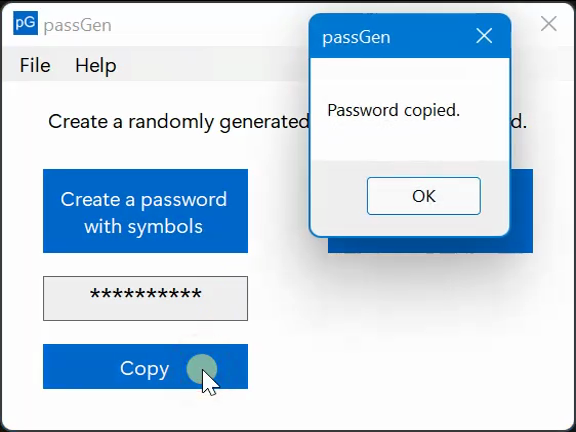 pG passGen
File Help
Create a randomly generated
d.
Create a password
with symbols
**********
Copy
passGen
Password copied.
OK